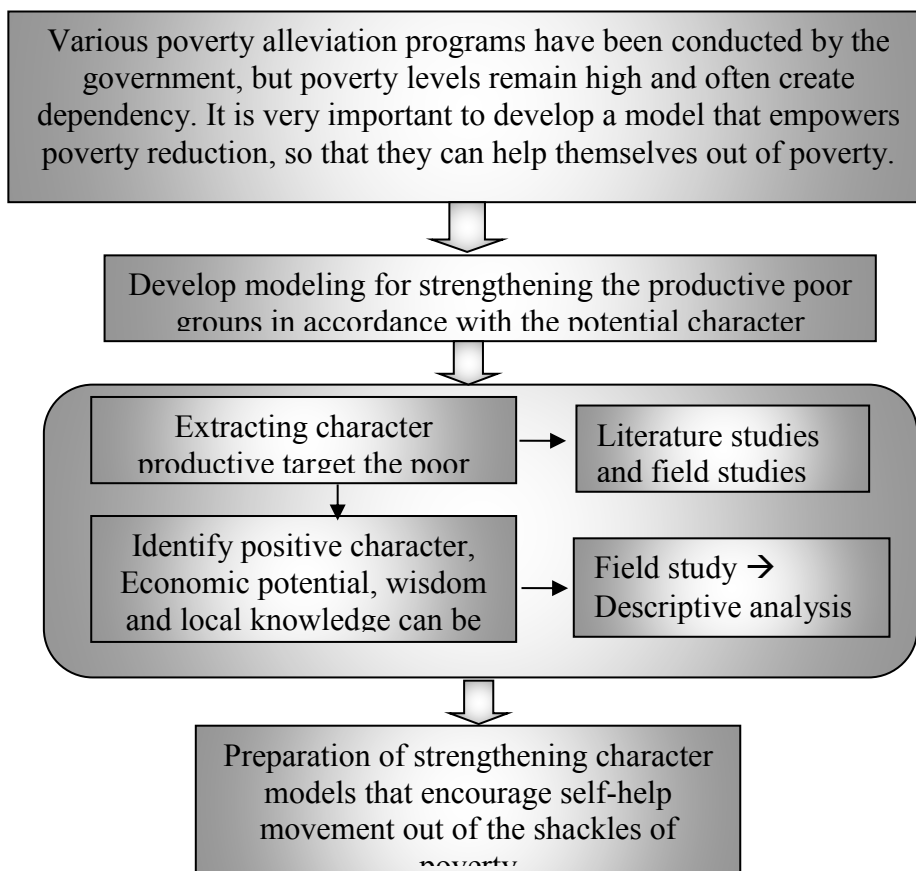 Various poverty alleviation programs have been conducted by the
government, but poverty levels remain high and often create
dependency. It is very important to develop a model that empowers
poverty reduction, so that they can help themselves out of poverty.
Develop modeling for strengthening the productive poor
groups in accordance with the potential character
Extracting character
productive target the poor
Literature studies
and field studies
Identify positive character,
Economic potential, wisdom
and local knowledge can be
Field study →
Descriptive analysis
Preparation of strengthening character
models that encourage self-help
movement out of the shackles of
poverty